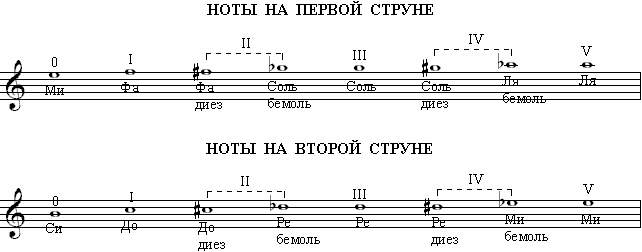 НОТЫ НА ПЕРВОЙ СТРУНЕ
0 I II III IV V
Ми Фа Фа Соль Соль Соль Ля Ля
диез бемоль диез бемоль
НОТЫ НА ВТОРОЙ СТРУНЕ
0 I II III IV V
Си До До Ре Ре Ре Ми Ми
диез бемоль диез бемоль